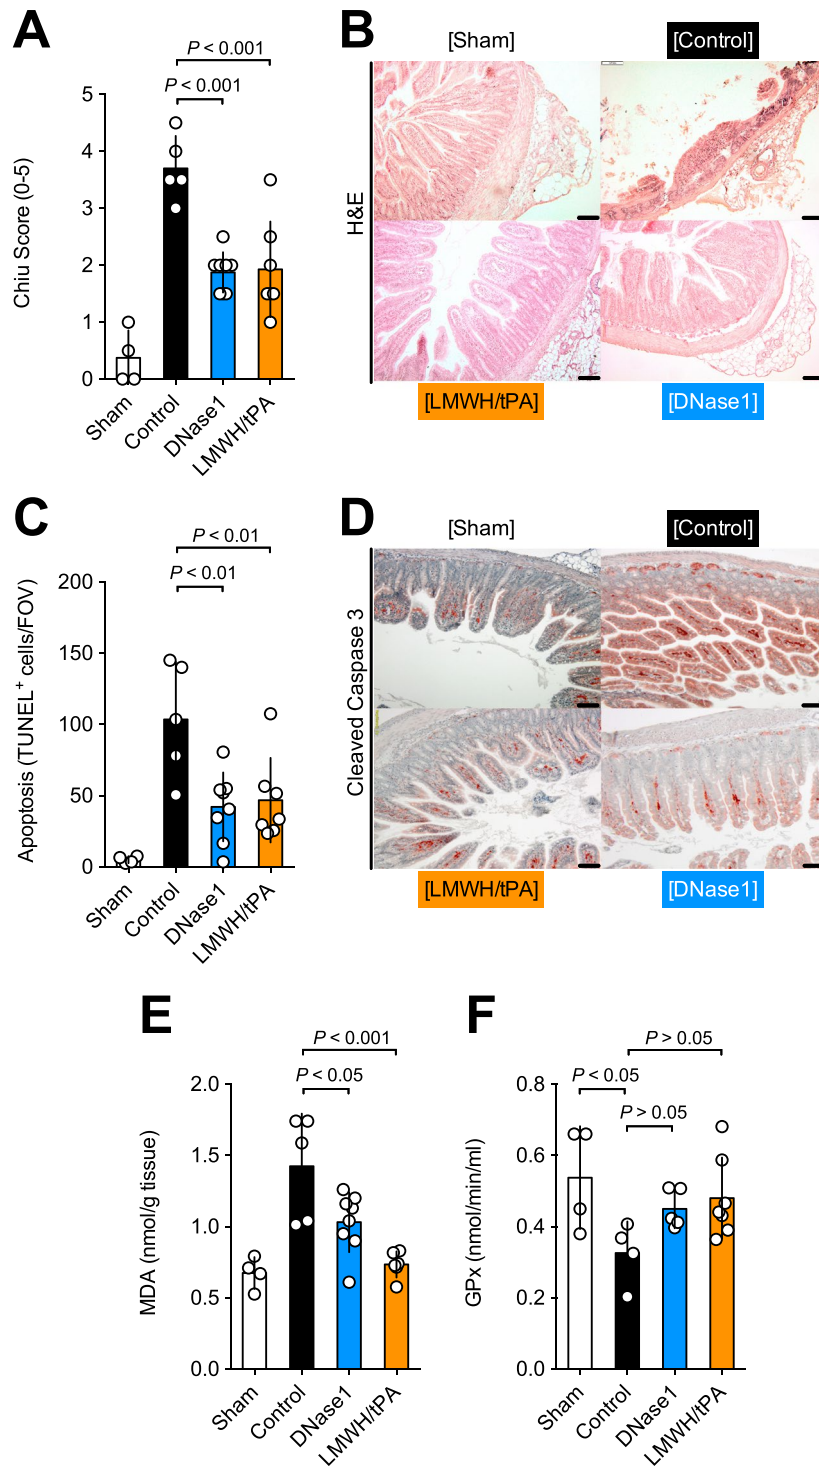 A
P < 0.001
P < 0.001
Chiu Score (0-5)
5
4
3
2
1
0
Sham
Control
DNase1
LMWH/tPA
B
[Sham]
[Control]
H&E
[LMWH/tPA]
[DNase1]
C
P < 0.01
P < 0.01
Apoptosis (TUNEL⁺ cells/FOV)
200
150
100
50
0
Sham
Control
DNase1
LMWH/tPA
D
[Sham]
[Control]
Cleaved Caspase 3
[LMWH/tPA]
[DNase1]
E
P < 0.001
P < 0.05
MDA (nmol/g tissue)
2.0
1.5
1.0
0.5
0.0
Sham
Control
DNase1
LMWH/tPA
F
P > 0.05
P < 0.05
P > 0.05
GPx (nmol/min/ml)
0.8
0.6
0.4
0.2
0.0
Sham
Control
DNase1
LMWH/tPA